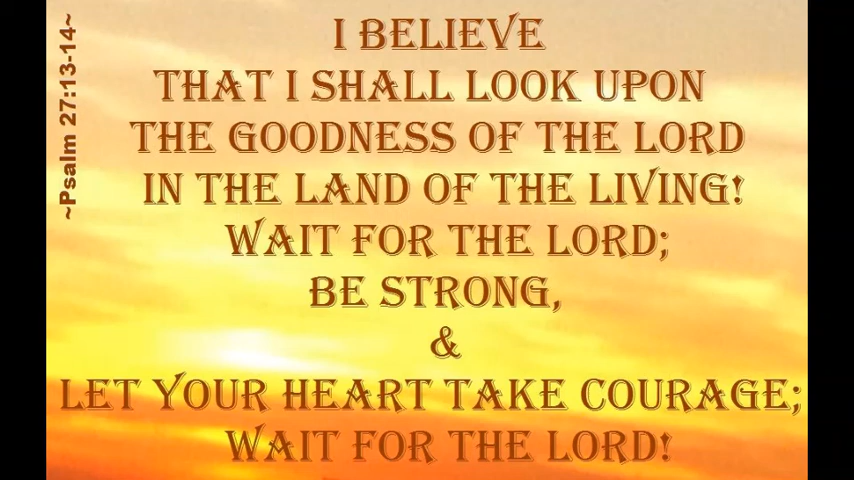 ~Psalm 27:13-14~
I BELIEVE
THAT I SHALL LOOK UPON
THE GOODNESS OF THE LORD
IN THE LAND OF THE LIVING!
WAIT FOR THE LORD;
BE STRONG,
&
LET YOUR HEART TAKE COURAGE;
WAIT FOR THE LORD!